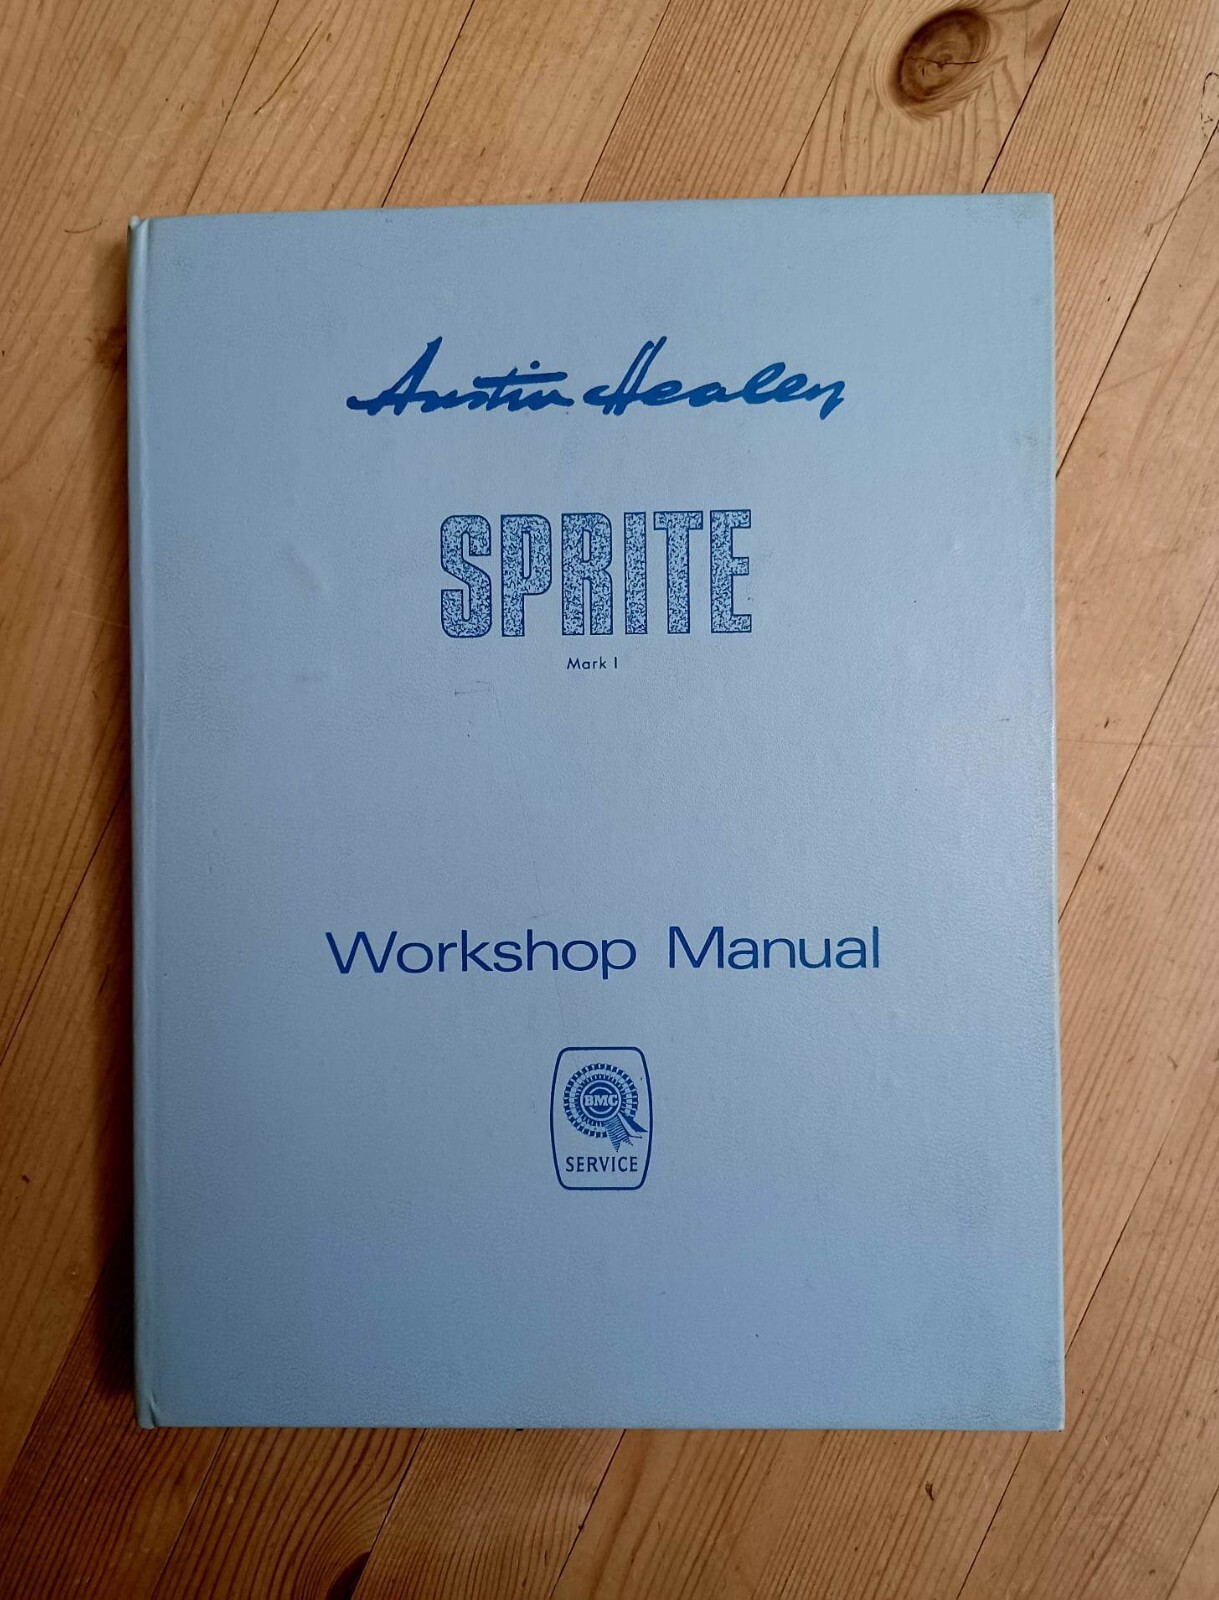 Austin Healey
SPRITE
Mark I
Workshop Manual
BMC
SERVICE